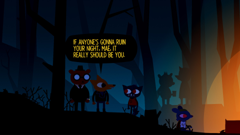 IF ANYONE'S GONNA RUIN
YOUR NIGHT, MAE, IT
REALLY SHOULD BE YOU.